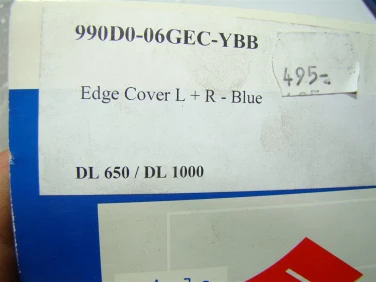 990D0-06GEC-YBB
495-
Edge Cover L + R - Blue
DL 650 / DL 1000